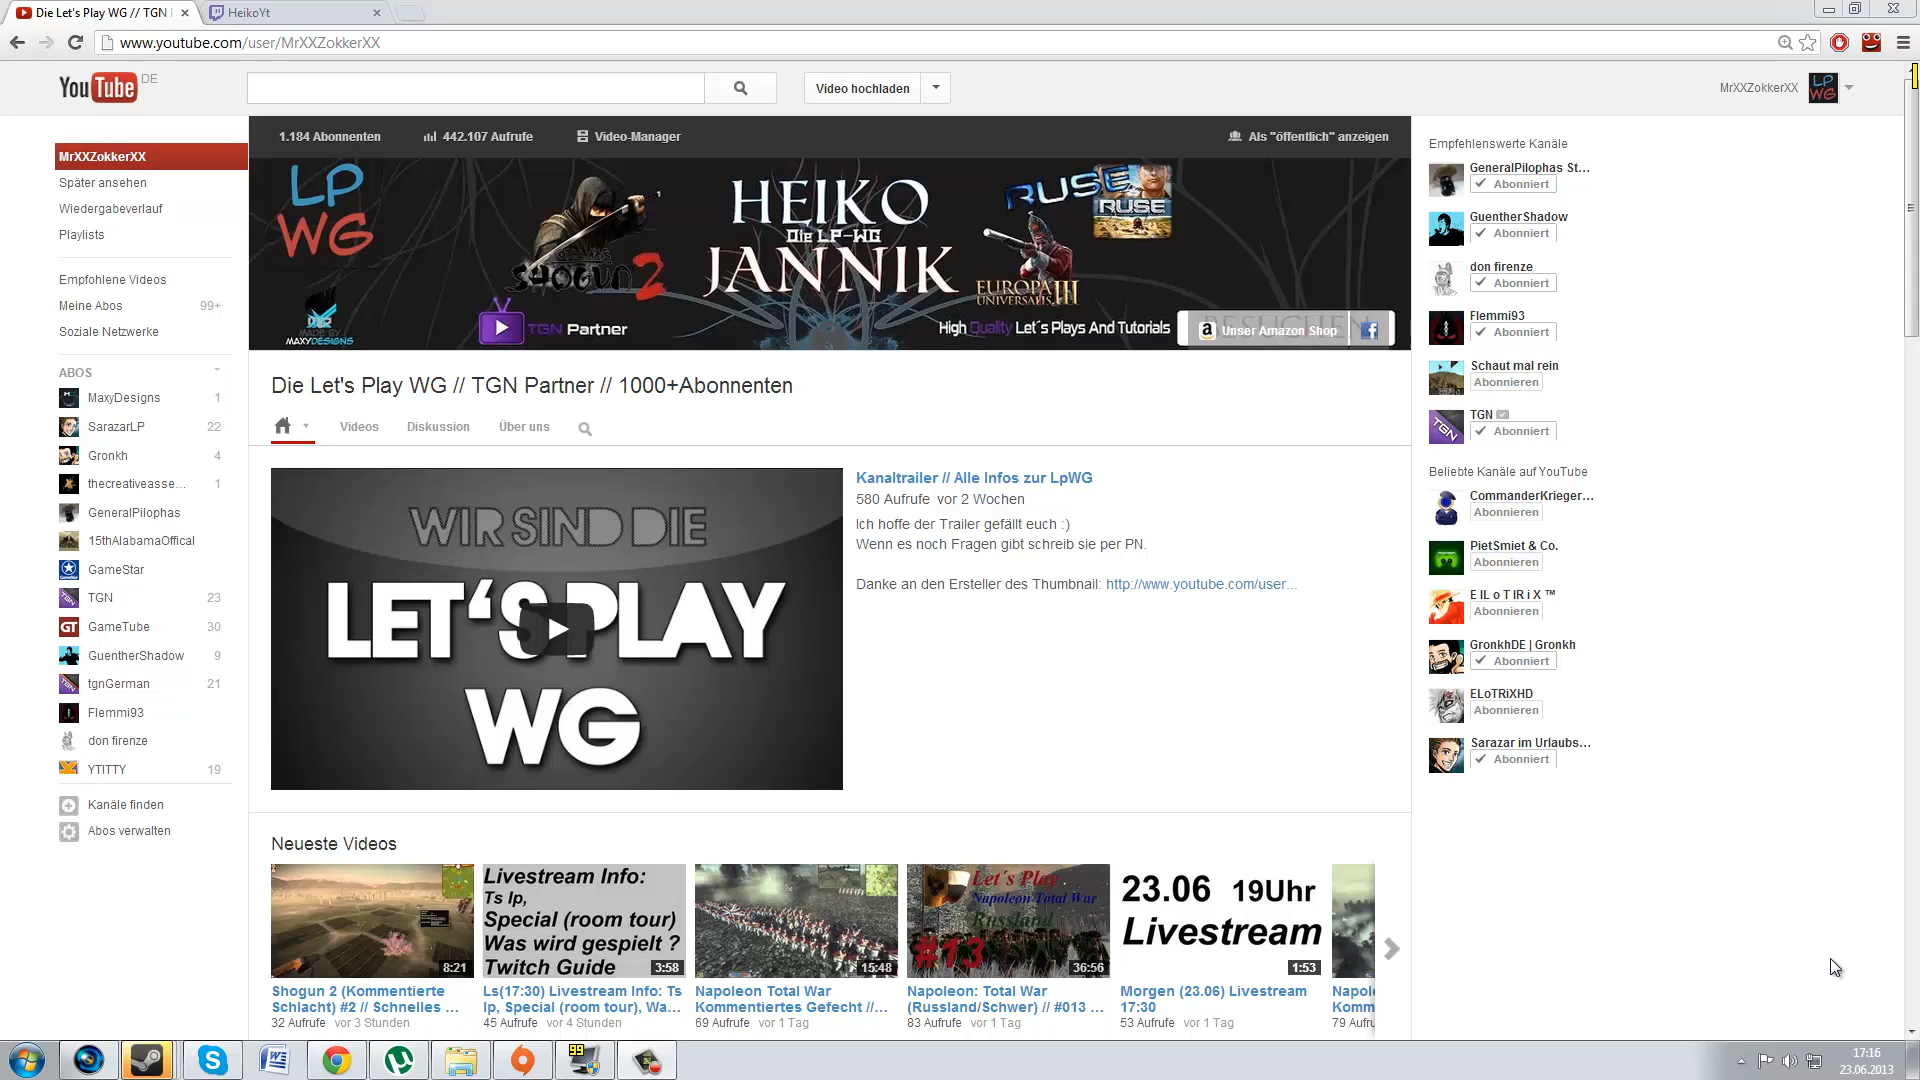 Die Let's Play WG // TGN
HeikoYt
www.youtube.com/user/MrXXZokkerXX
YouTube DE
Video hochladen
MrXXZokkerXX
LP
WG
MrXXZokkerXX
Später ansehen
Wiedergabeverlauf
Playlists
Empfohlene Videos
Meine Abos 99+
Soziale Netzwerke
ABOS
MaxyDesigns 1
SarazarLP 22
Gronkh 4
thecreativeasse... 1
GeneralPilophas
15thAlabamaOffical
GameStar
TGN 23
GameTube 30
GuentherShadow 9
tgnGerman 21
Flemmi93
don firenze
YTITTY 19
Kanäle finden
Abos verwalten
1.184 Abonnenten
442.107 Aufrufe
Video-Manager
Als "öffentlich" anzeigen
LP
WG
MADE BY
MAXYDESIGNS
SHOGUN 2
TGN Partner
HEIKO
Die LP-WG
JANNIK
RUSE
RUSE
EUROPA
UNIVERSALIS III
High Quality Let´s Plays And Tutorials
BESUCHEN
Unser Amazon Shop
Die Let's Play WG // TGN Partner // 1000+Abonnenten
Videos
Diskussion
Über uns
WIR SIND DIE
LET'S PLAY
WG
Kanaltrailer // Alle Infos zur LpWG
580 Aufrufe vor 2 Wochen
Ich hoffe der Trailer gefällt euch :)
Wenn es noch Fragen gibt schreib sie per PN.
Danke an den Ersteller des Thumbnail: http://www.youtube.com/user...
Neueste Videos
8:21
Shogun 2 (Kommentierte
Schlacht) #2 // Schnelles ...
32 Aufrufe vor 3 Stunden
Livestream Info:
Ts Ip,
Special (room tour)
Was wird gespielt ?
Twitch Guide
3:58
Ls(17:30) Livestream Info: Ts
Ip, Special (room tour), Wa...
45 Aufrufe vor 4 Stunden
15:48
Napoleon Total War
Kommentiertes Gefecht //...
69 Aufrufe vor 1 Tag
Let´s Play
Napoleon Total War
Russland
#13
36:56
Napoleon: Total War
(Russland/Schwer) // #013 ...
83 Aufrufe vor 1 Tag
23.06 19Uhr
Livestream
1:53
Morgen (23.06) Livestream
17:30
53 Aufrufe vor 1 Tag
Napol
Komm
79 Aufru
Empfehlenswerte Kanäle
GeneralPilophas St...
Abonniert
GuentherShadow
Abonniert
don firenze
Abonniert
Flemmi93
Abonniert
Schaut mal rein
Abonnieren
TGN
Abonniert
Beliebte Kanäle auf YouTube
CommanderKrieger...
Abonnieren
PietSmiet & Co.
Abonnieren
E IL o T IR i X ™
Abonnieren
GronkhDE | Gronkh
Abonniert
ELoTRiXHD
Abonnieren
Sarazar im Urlaubs...
Abonniert
99
17:16
23.06.2013